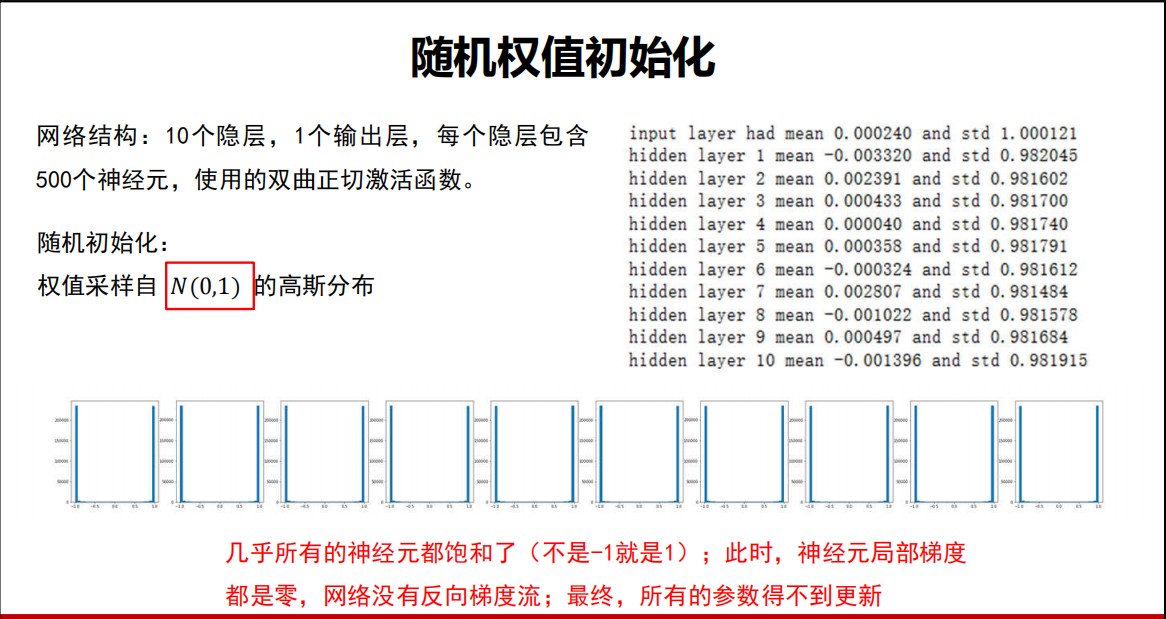 随机权值初始化
网络结构：10个隐层，1个输出层，每个隐层包含
500个神经元，使用的双曲正切激活函数。
随机初始化：
权值采样自 N(0,1) 的高斯分布
input layer had mean 0.000240 and std 1.000121
hidden layer 1 mean -0.003320 and std 0.982045
hidden layer 2 mean 0.002391 and std 0.981602
hidden layer 3 mean 0.000433 and std 0.981700
hidden layer 4 mean 0.000040 and std 0.981740
hidden layer 5 mean 0.000358 and std 0.981791
hidden layer 6 mean -0.000324 and std 0.981612
hidden layer 7 mean 0.002807 and std 0.981484
hidden layer 8 mean -0.001022 and std 0.981578
hidden layer 9 mean 0.000497 and std 0.981684
hidden layer 10 mean -0.001396 and std 0.981915
几乎所有的神经元都饱和了（不是-1就是1）；此时，神经元局部梯度
都是零，网络没有反向梯度流；最终，所有的参数得不到更新